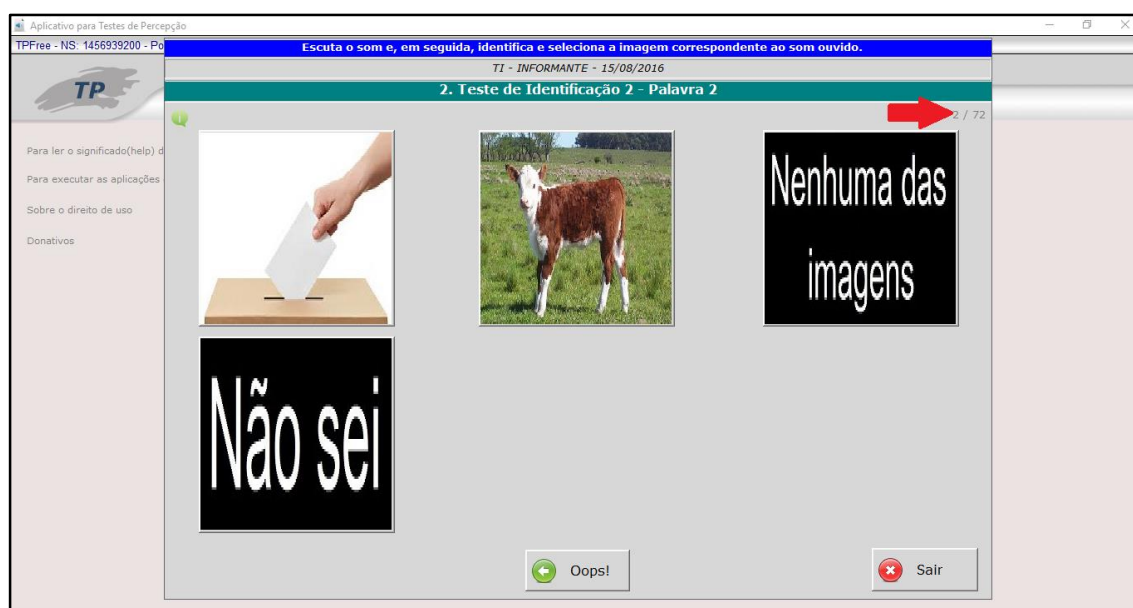 Aplicativo para Testes de Percepção
TPFree - NS: 1456939200 - Po
Escuta o som e, em seguida, identifica e seleciona a imagem correspondente ao som ouvido.
TI - INFORMANTE - 15/08/2016
TP
2. Teste de Identificação 2 - Palavra 2
2 / 72
Para ler o significado(help) d
Para executar as aplicações
Sobre o direito de uso
Donativos
Nenhuma das
imagens
Não sei
Oops!
Sair